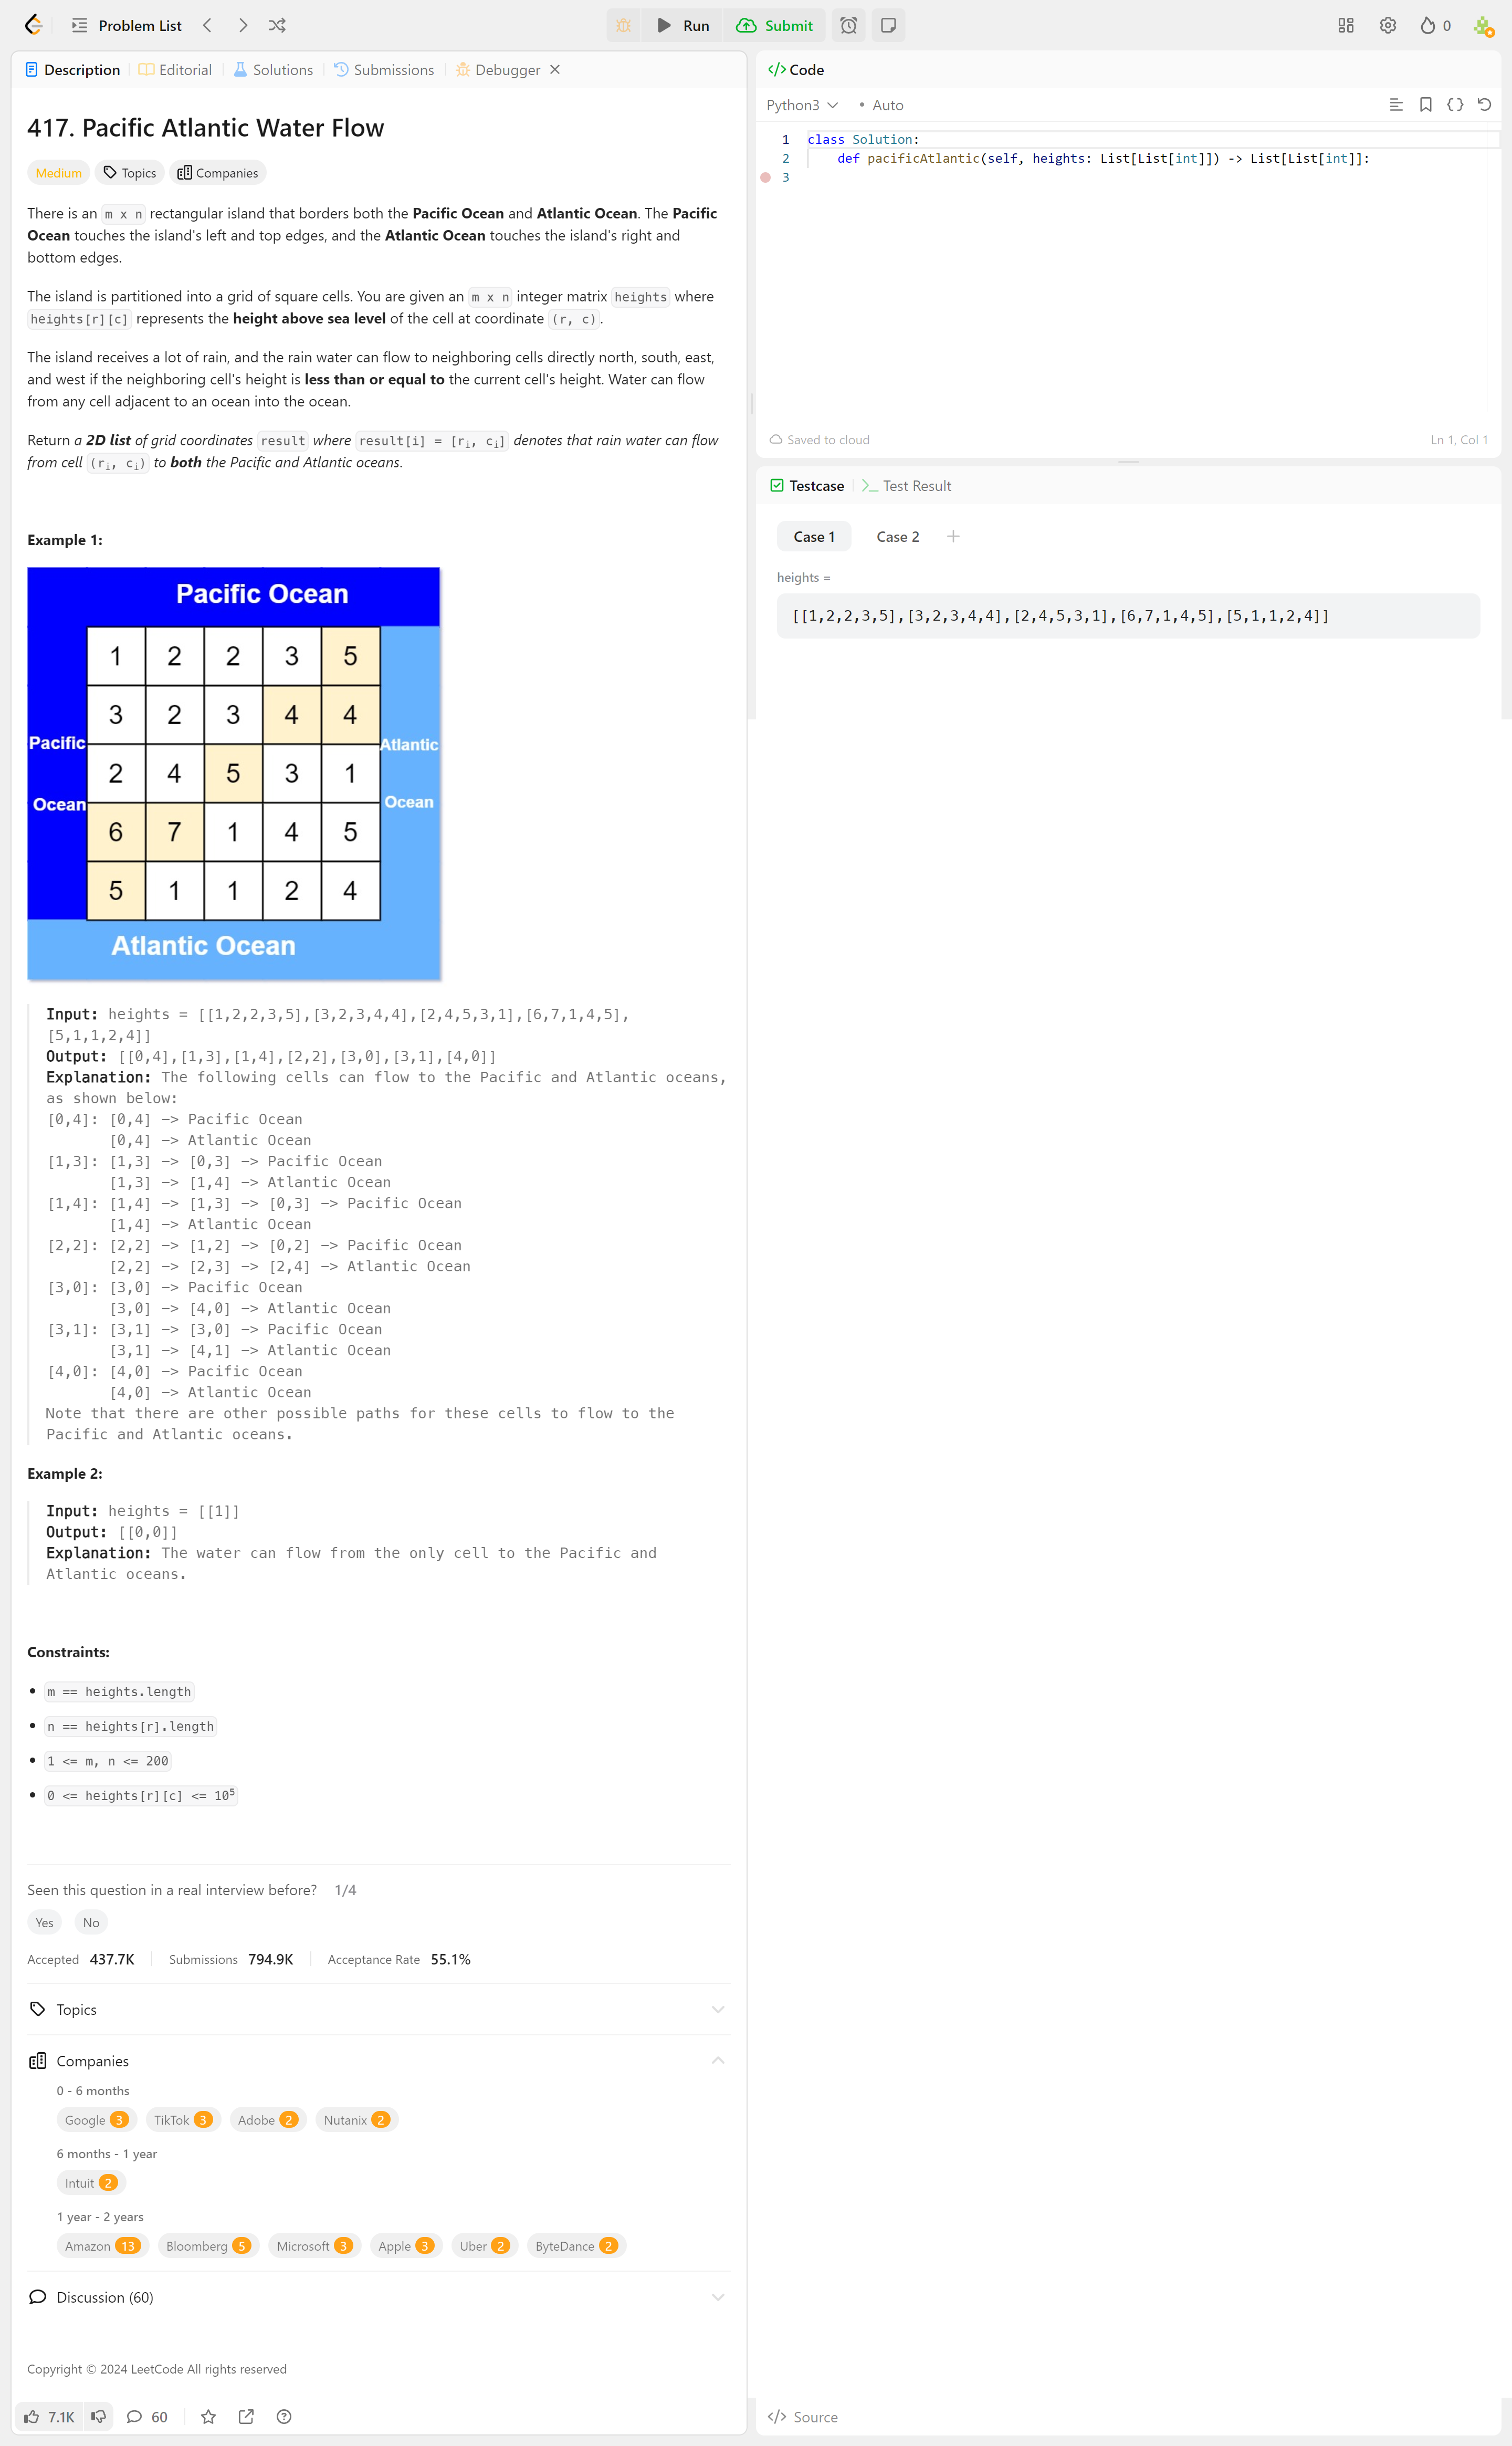 Problem List
Run
Submit
0
Description
Editorial
Solutions
Submissions
Debugger
417. Pacific Atlantic Water Flow
Medium
Topics
Companies
There is an m x n rectangular island that borders both the Pacific Ocean and Atlantic Ocean. The Pacific
Ocean touches the island's left and top edges, and the Atlantic Ocean touches the island's right and
bottom edges.
The island is partitioned into a grid of square cells. You are given an m x n integer matrix heights where
heights[r][c] represents the height above sea level of the cell at coordinate (r, c).
The island receives a lot of rain, and the rain water can flow to neighboring cells directly north, south, east,
and west if the neighboring cell's height is less than or equal to the current cell's height. Water can flow
from any cell adjacent to an ocean into the ocean.
Return a 2D list of grid coordinates result where result[i] = [ri, ci] denotes that rain water can flow
from cell (ri, ci) to both the Pacific and Atlantic oceans.
Example 1:
Pacific Ocean
1 2 2 3 5
3 2 3 4 4
Pacific
Atlantic
2 4 5 3 1
Ocean
Ocean
6 7 1 4 5
5 1 1 2 4
Atlantic Ocean
Input: heights = [[1,2,2,3,5],[3,2,3,4,4],[2,4,5,3,1],[6,7,1,4,5],
[5,1,1,2,4]]
Output: [[0,4],[1,3],[1,4],[2,2],[3,0],[3,1],[4,0]]
Explanation: The following cells can flow to the Pacific and Atlantic oceans,
as shown below:
[0,4]: [0,4] -> Pacific Ocean
[0,4] -> Atlantic Ocean
[1,3]: [1,3] -> [0,3] -> Pacific Ocean
[1,3] -> [1,4] -> Atlantic Ocean
[1,4]: [1,4] -> [1,3] -> [0,3] -> Pacific Ocean
[1,4] -> Atlantic Ocean
[2,2]: [2,2] -> [1,2] -> [0,2] -> Pacific Ocean
[2,2] -> [2,3] -> [2,4] -> Atlantic Ocean
[3,0]: [3,0] -> Pacific Ocean
[3,0] -> [4,0] -> Atlantic Ocean
[3,1]: [3,1] -> [3,0] -> Pacific Ocean
[3,1] -> [4,1] -> Atlantic Ocean
[4,0]: [4,0] -> Pacific Ocean
[4,0] -> Atlantic Ocean
Note that there are other possible paths for these cells to flow to the
Pacific and Atlantic oceans.
Example 2:
Input: heights = [[1]]
Output: [[0,0]]
Explanation: The water can flow from the only cell to the Pacific and
Atlantic oceans.
Constraints:
• m == heights.length
• n == heights[r].length
• 1 <= m, n <= 200
• 0 <= heights[r][c] <= 10⁵
Seen this question in a real interview before? 1/4
Yes
No
Accepted 437.7K
Submissions 794.9K
Acceptance Rate 55.1%
Topics
Companies
0 - 6 months
Google 3
TikTok 3
Adobe 2
Nutanix 2
6 months - 1 year
Intuit 2
1 year - 2 years
Amazon 13
Bloomberg 5
Microsoft 3
Apple 3
Uber 2
ByteDance 2
Discussion (60)
Copyright © 2024 LeetCode All rights reserved
7.1K
60
</> Code
Python3
• Auto
1 class Solution:
2 def pacificAtlantic(self, heights: List[List[int]]) -> List[List[int]]:
3
Saved to cloud
Ln 1, Col 1
Testcase
Test Result
Case 1
Case 2
heights =
[[1,2,2,3,5],[3,2,3,4,4],[2,4,5,3,1],[6,7,1,4,5],[5,1,1,2,4]]
</> Source